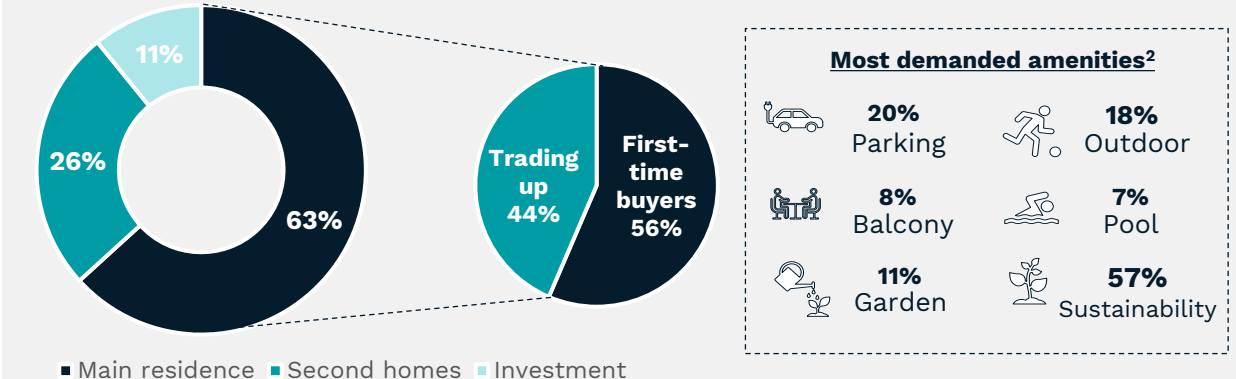 11%
26%
63%
Trading
up
44%
First-
time
buyers
56%
Main residence Second homes Investment
Most demanded amenities²
20%
Parking
18%
Outdoor
8%
Balcony
7%
Pool
11%
Garden
57%
Sustainability